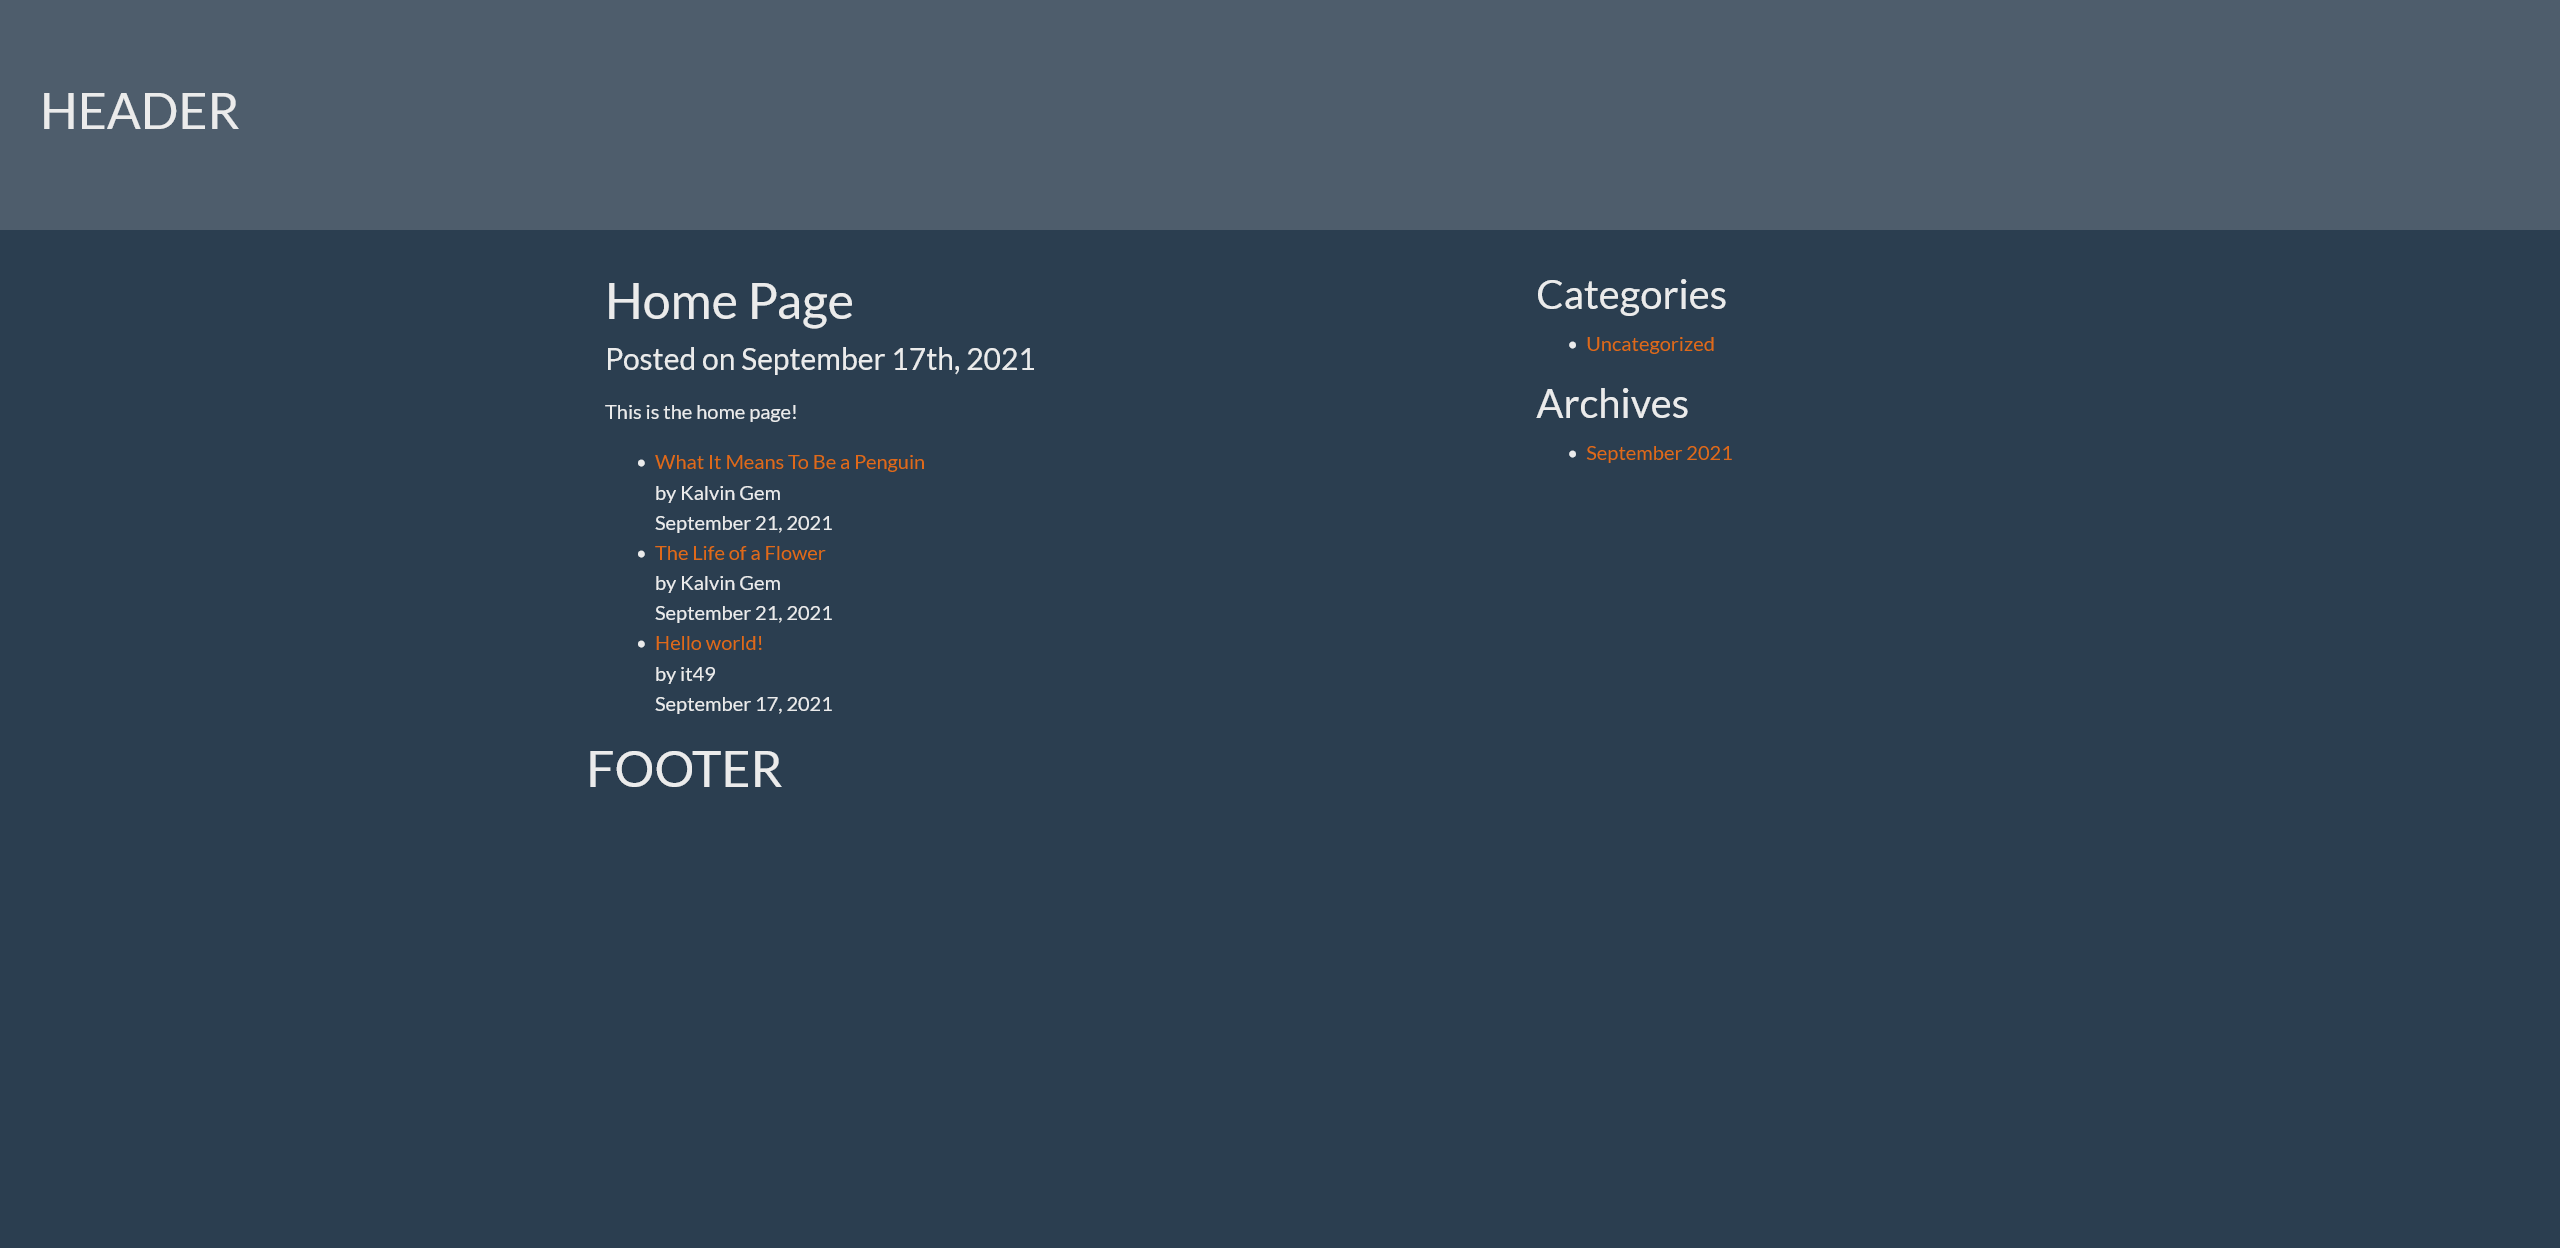 HEADER
Home Page
Posted on September 17th, 2021
This is the home page!
What It Means To Be a Penguin
by Kalvin Gem
September 21, 2021
The Life of a Flower
by Kalvin Gem
September 21, 2021
Hello world!
by it49
September 17, 2021
Categories
Uncategorized
Archives
September 2021
FOOTER